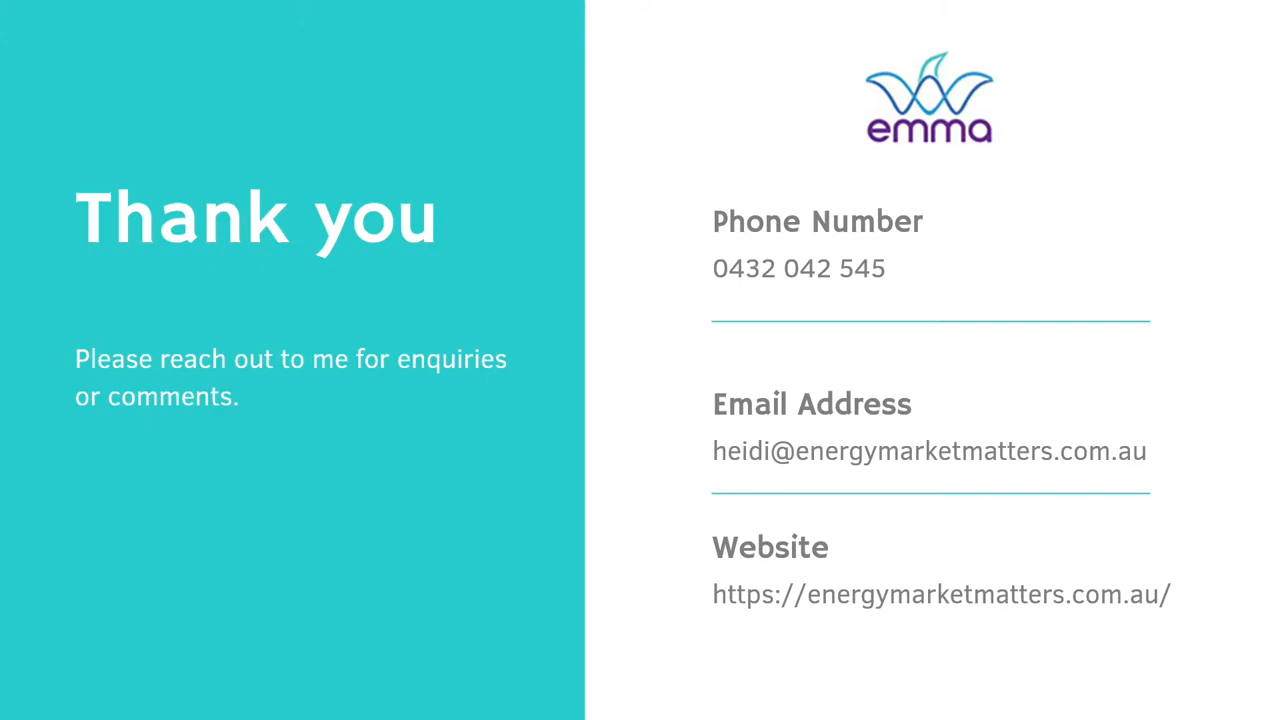 Thank you
Please reach out to me for enquiries
or comments.
emma
Phone Number
0432 042 545
Email Address
heidi@energymarketmatters.com.au
Website
https://energymarketmatters.com.au/